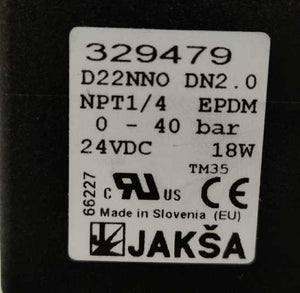 329479
D22NNO DN2.0
NPT1/4 EPDM
0 - 40 bar
24VDC 18W
TM35
66227
c RU US CE
Made in Slovenia (EU)
JAKŠA